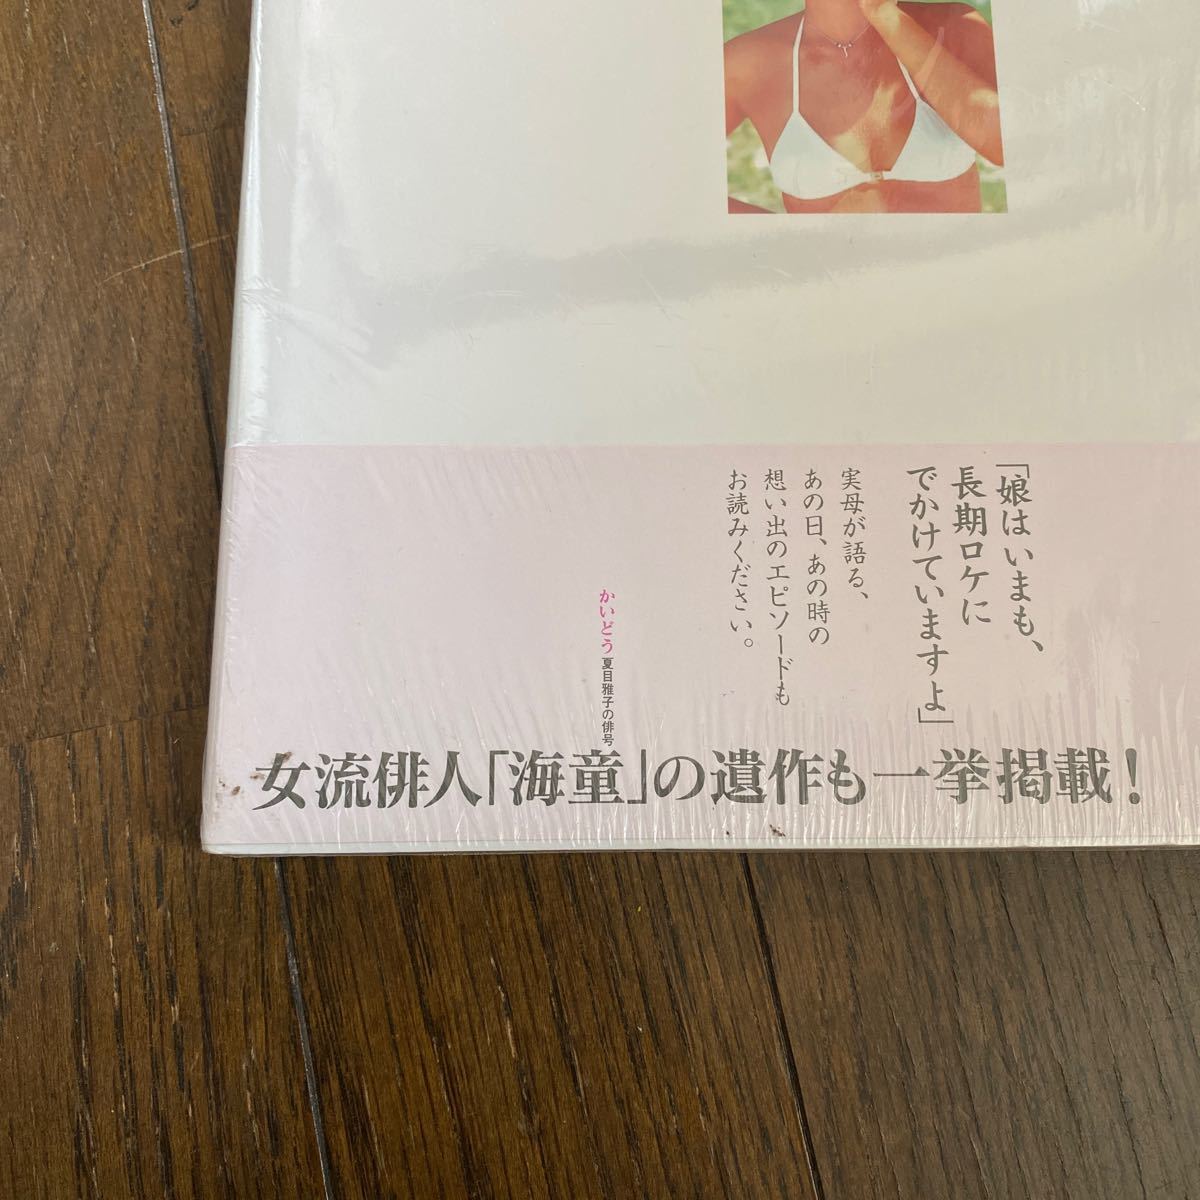 「娘はいまも、
長期ロケに
でかけていますよ」
実母が語る、
あの日、あの時の
想い出のエピソードも
お読みください。
かいどう 夏目雅子の俳号
女流俳人「海童」の遺作も一挙掲載!